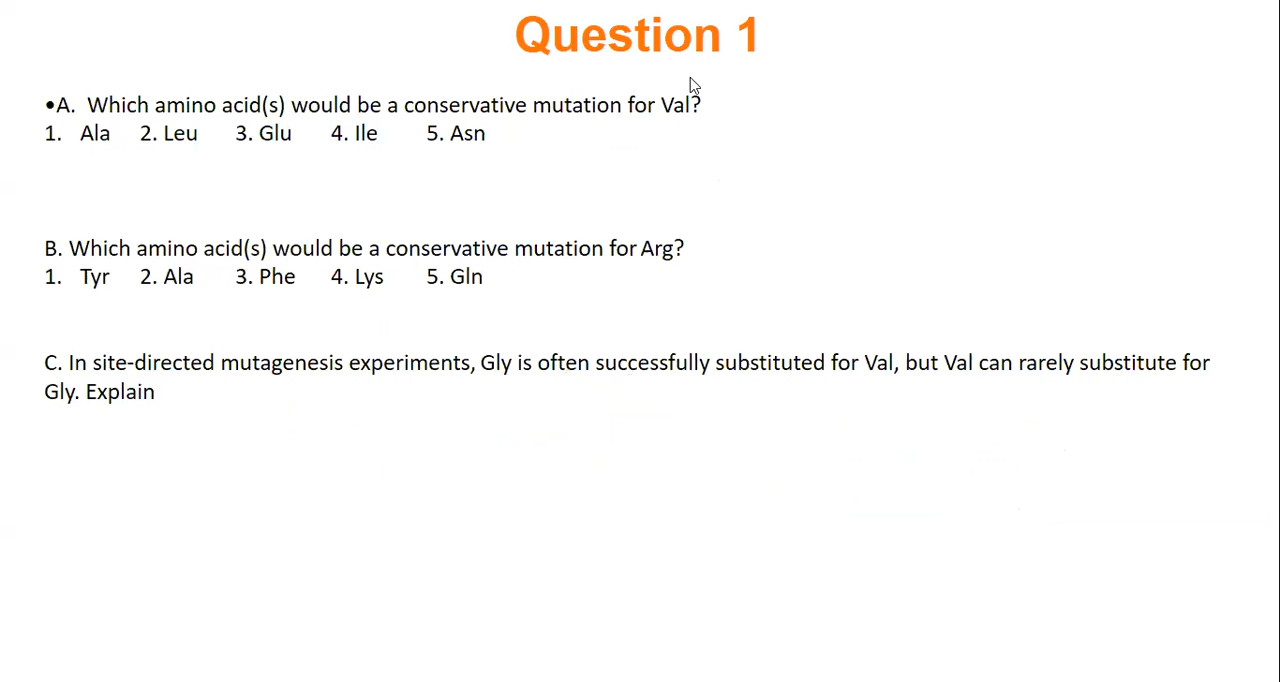 Question 1
•A. Which amino acid(s) would be a conservative mutation for Val?
1. Ala 2. Leu 3. Glu 4. Ile 5. Asn
B. Which amino acid(s) would be a conservative mutation for Arg?
1. Tyr 2. Ala 3. Phe 4. Lys 5. Gln
C. In site-directed mutagenesis experiments, Gly is often successfully substituted for Val, but Val can rarely substitute for
Gly. Explain